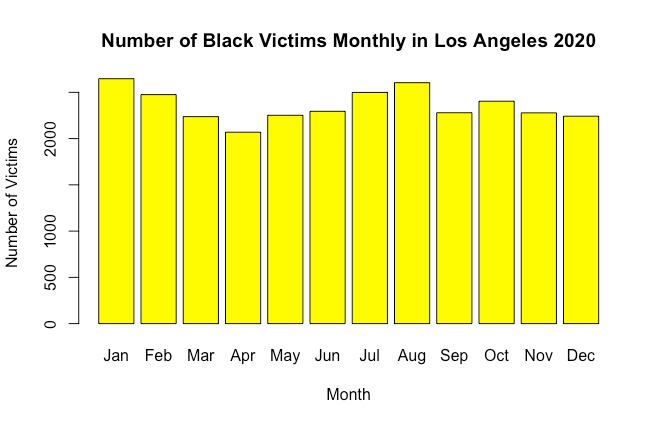 Number of Black Victims Monthly in Los Angeles 2020
Number of Victims
2000
1000
500
0
Jan Feb Mar Apr May Jun Jul Aug Sep Oct Nov Dec
Month